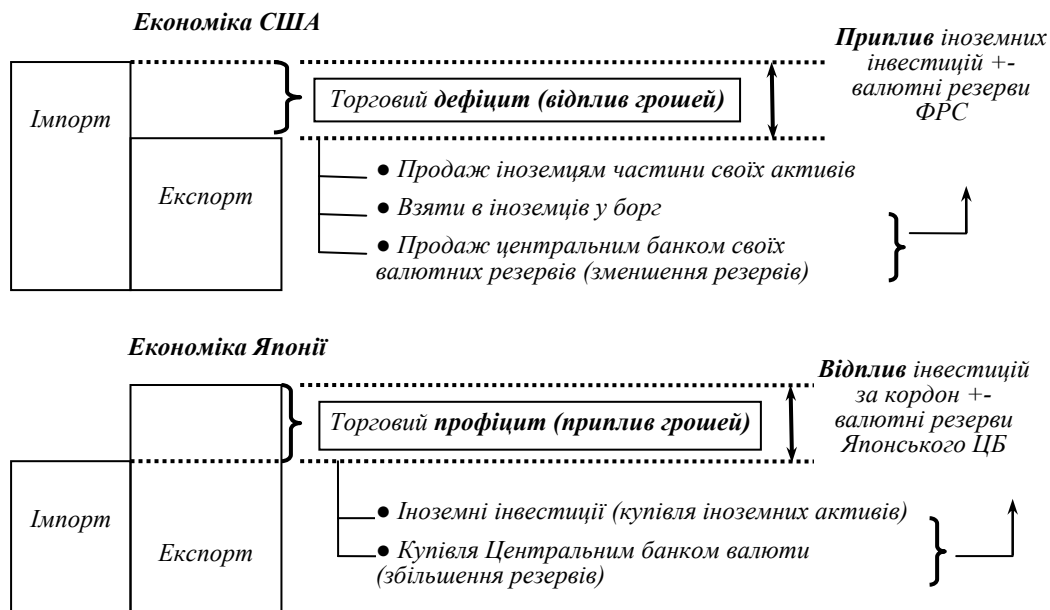 Економіка США
Приплив іноземних
інвестицій +-
валютні резерви
ФРС
Імпорт
Торговий дефіцит (відплив грошей)
Експорт
● Продаж іноземцям частини своїх активів
● Взяти в іноземців у борг
● Продаж центральним банком своїх
валютних резервів (зменшення резервів)
Економіка Японії
Відплив інвестицій
за кордон +-
валютні резерви
Японського ЦБ
Торговий профіцит (приплив грошей)
Імпорт
Експорт
● Іноземні інвестиції (купівля іноземних активів)
● Купівля Центральним банком валюти
(збільшення резервів)